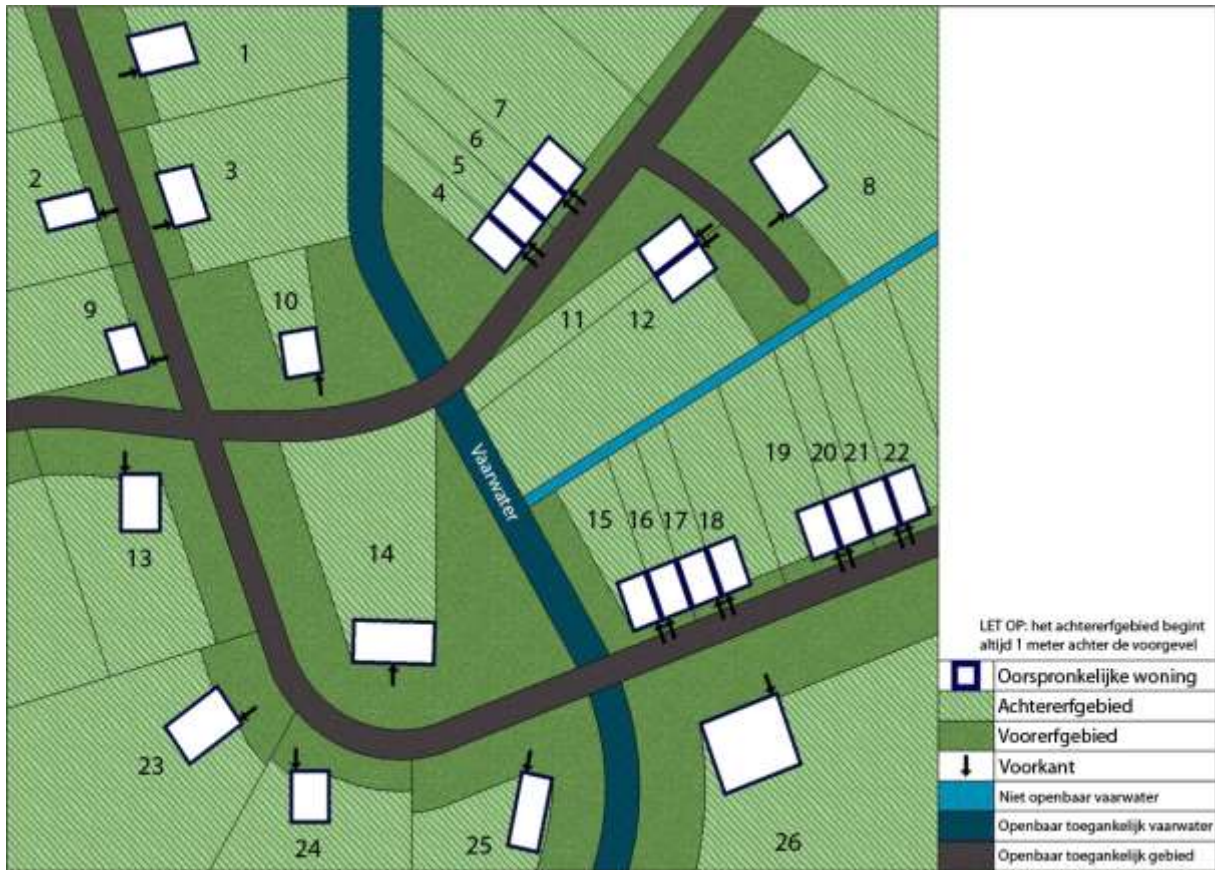 1
7
6
5
4
2
3
8
10
9
11
12
Vaarwater
19
20
21
22
15
16
17
18
13
14
23
24
25
26
LET OP: het achtererfgebied begint
altijd 1 meter achter de voorgevel
Oorspronkelijke woning
Achtererfgebied
Voorerfgebied
Voorkant
Niet openbaar vaarwater
Openbaar toegankelijk vaarwater
Openbaar toegankelijk gebied